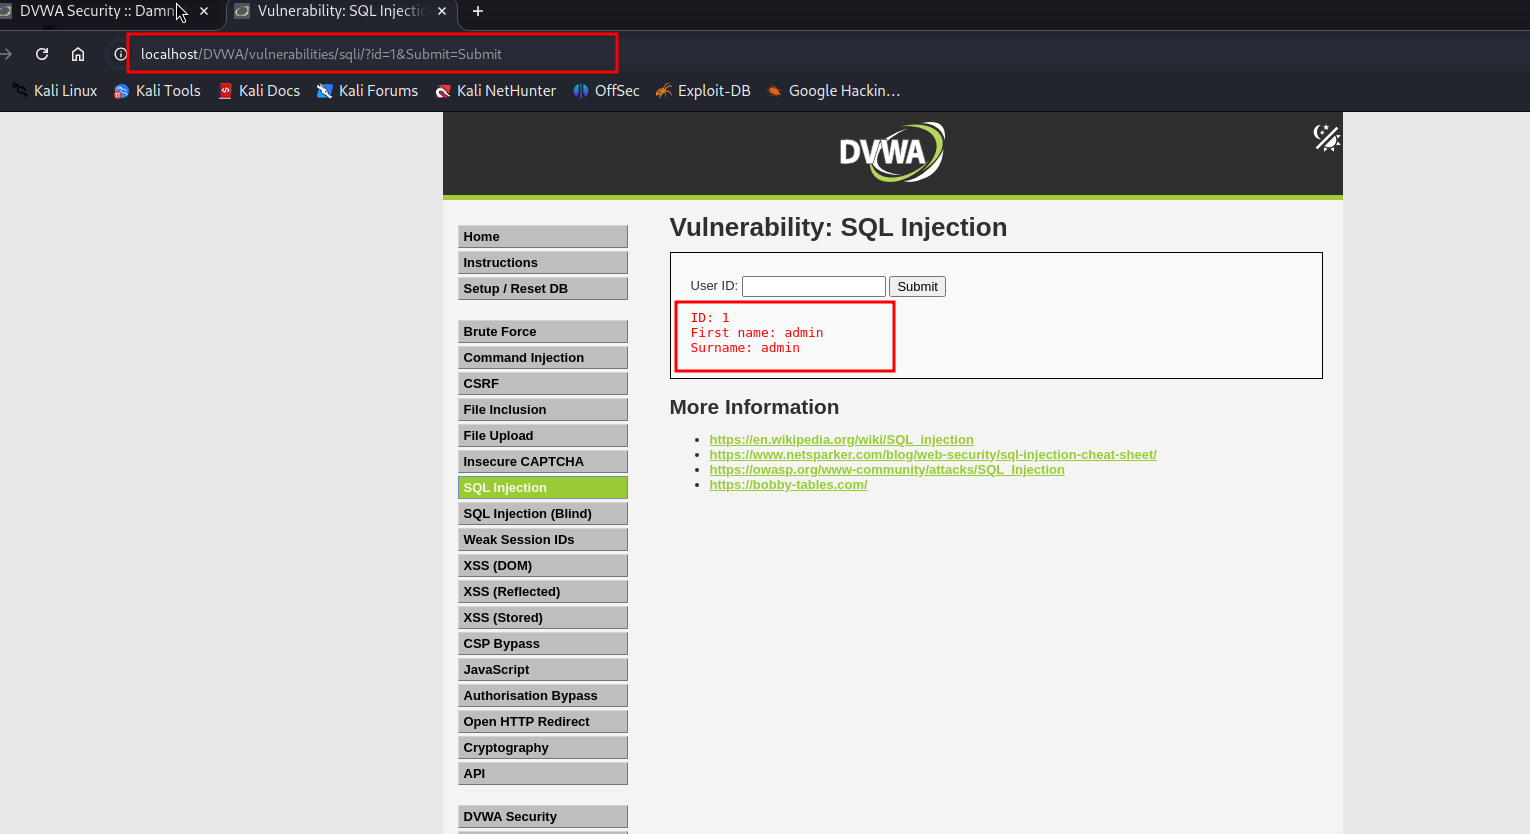 DVWA Security :: Damn
Vulnerability: SQL Injectio
localhost/DVWA/vulnerabilities/sqli/?id=1&Submit=Submit
Kali Linux Kali Tools Kali Docs Kali Forums Kali NetHunter OffSec Exploit-DB Google Hackin…
DVWA
Home
Instructions
Setup / Reset DB
Brute Force
Command Injection
CSRF
File Inclusion
File Upload
Insecure CAPTCHA
SQL Injection
SQL Injection (Blind)
Weak Session IDs
XSS (DOM)
XSS (Reflected)
XSS (Stored)
CSP Bypass
JavaScript
Authorisation Bypass
Open HTTP Redirect
Cryptography
API
DVWA Security
Vulnerability: SQL Injection
User ID: Submit
ID: 1
First name: admin
Surname: admin
More Information
https://en.wikipedia.org/wiki/SQL_injection
https://www.netsparker.com/blog/web-security/sql-injection-cheat-sheet/
https://owasp.org/www-community/attacks/SQL_Injection
https://bobby-tables.com/